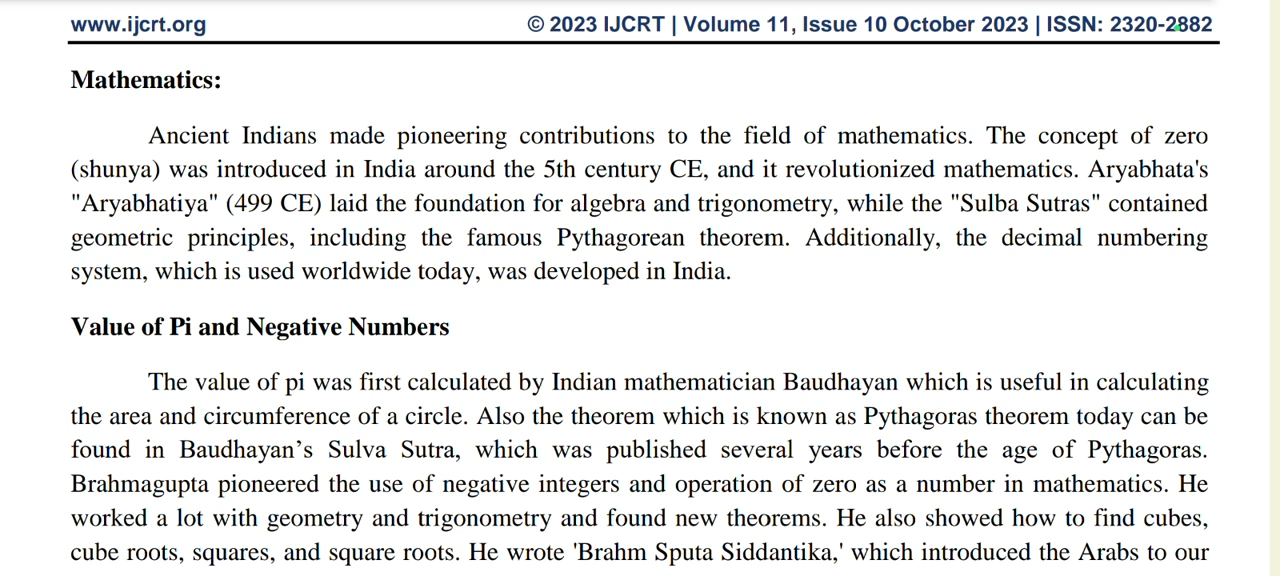 www.ijcrt.org © 2023 IJCRT | Volume 11, Issue 10 October 2023 | ISSN: 2320-2882
Mathematics:
Ancient Indians made pioneering contributions to the field of mathematics. The concept of zero
(shunya) was introduced in India around the 5th century CE, and it revolutionized mathematics. Aryabhata's
"Aryabhatiya" (499 CE) laid the foundation for algebra and trigonometry, while the "Sulba Sutras" contained
geometric principles, including the famous Pythagorean theorem. Additionally, the decimal numbering
system, which is used worldwide today, was developed in India.
Value of Pi and Negative Numbers
The value of pi was first calculated by Indian mathematician Baudhayan which is useful in calculating
the area and circumference of a circle. Also the theorem which is known as Pythagoras theorem today can be
found in Baudhayan’s Sulva Sutra, which was published several years before the age of Pythagoras.
Brahmagupta pioneered the use of negative integers and operation of zero as a number in mathematics. He
worked a lot with geometry and trigonometry and found new theorems. He also showed how to find cubes,
cube roots, squares, and square roots. He wrote 'Brahm Sputa Siddantika,' which introduced the Arabs to our